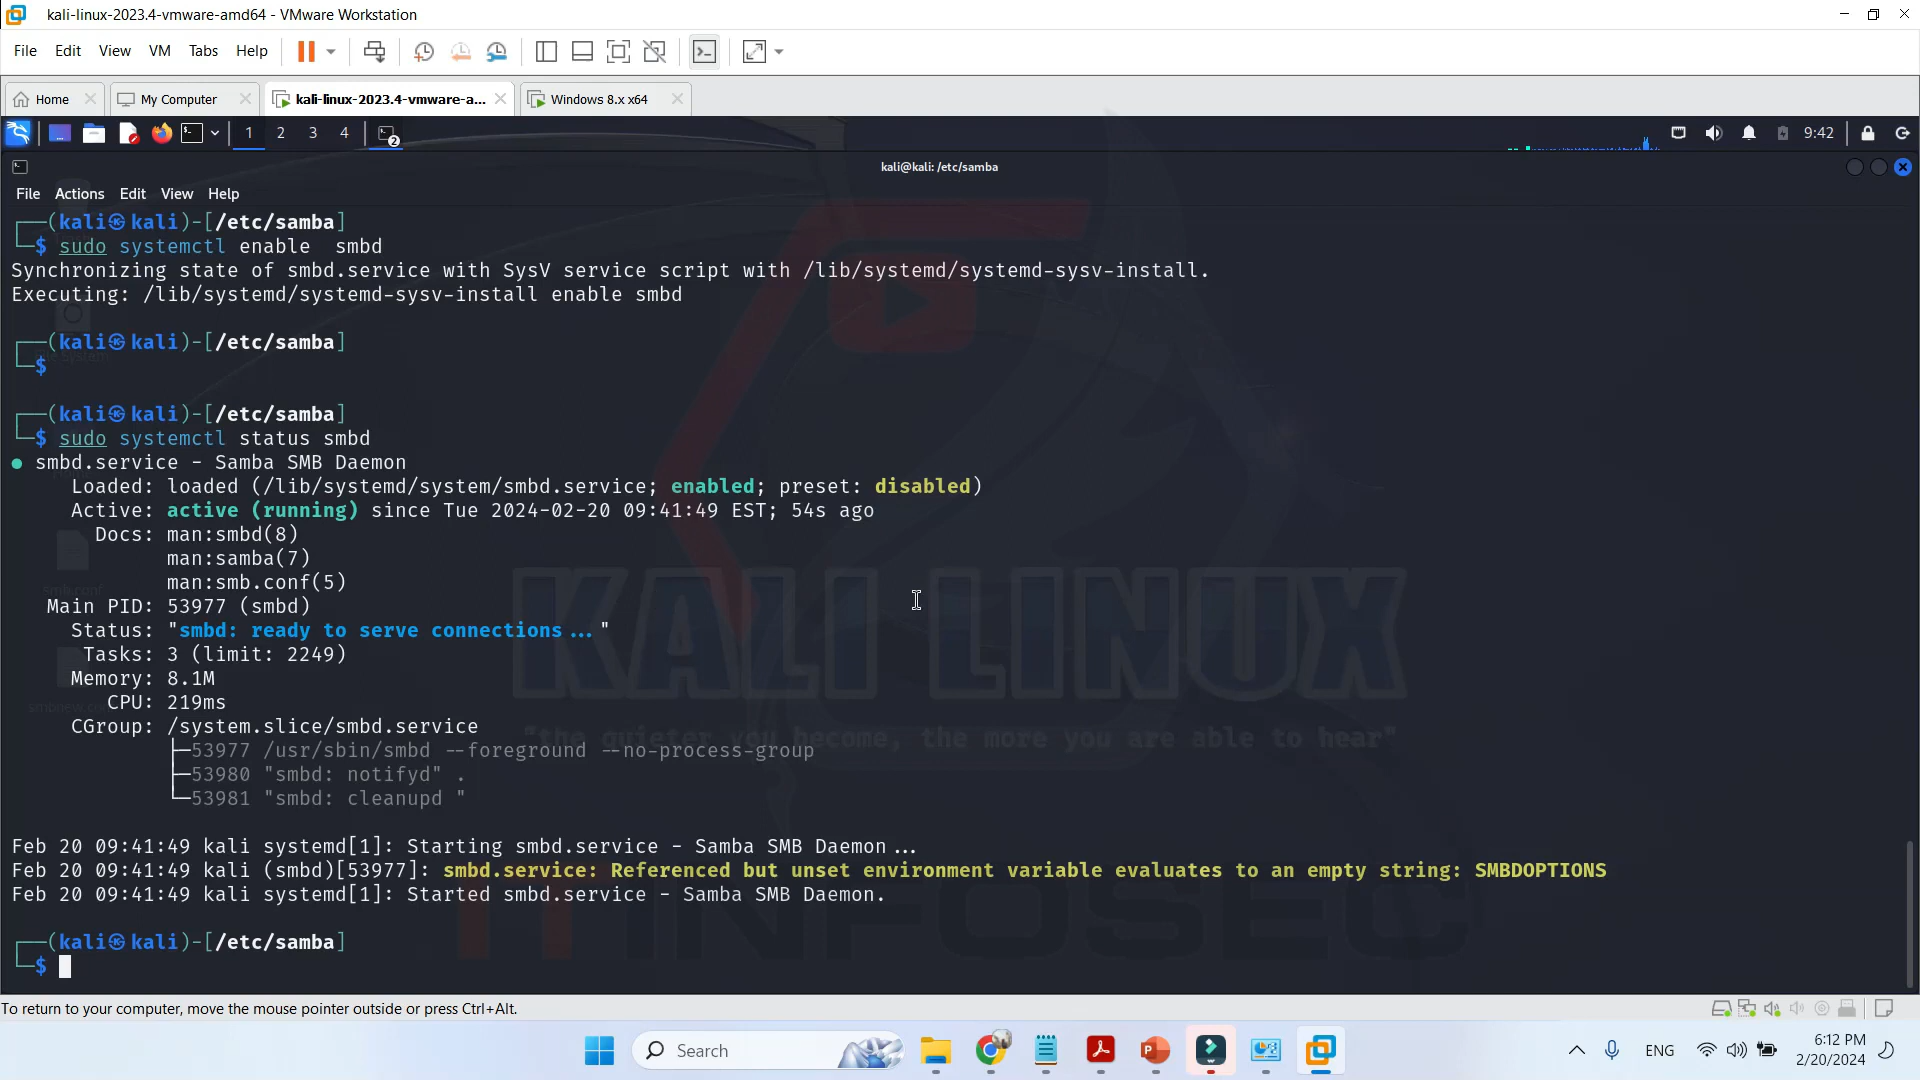 kali-linux-2023.4-vmware-amd64 - VMware Workstation
File Edit View VM Tabs Help
Home My Computer kali-linux-2023.4-vmware-a... Windows 8.x x64
1 2 3 4 2 9:42
kali@kali: /etc/samba
File Actions Edit View Help
┌──(kali㉿kali)-[/etc/samba]
└─$ sudo systemctl enable  smbd
Synchronizing state of smbd.service with SysV service script with /lib/systemd/systemd-sysv-install.
Executing: /lib/systemd/systemd-sysv-install enable smbd
┌──(kali㉿kali)-[/etc/samba]
└─$
┌──(kali㉿kali)-[/etc/samba]
└─$ sudo systemctl status smbd
● smbd.service - Samba SMB Daemon
Loaded: loaded (/lib/systemd/system/smbd.service; enabled; preset: disabled)
Active: active (running) since Tue 2024-02-20 09:41:49 EST; 54s ago
Docs: man:smbd(8)
man:samba(7)
man:smb.conf(5)
Main PID: 53977 (smbd)
Status: "smbd: ready to serve connections..."
Tasks: 3 (limit: 2249)
Memory: 8.1M
CPU: 219ms
CGroup: /system.slice/smbd.service
├─53977 /usr/sbin/smbd --foreground --no-process-group
├─53980 "smbd: notifyd" .
└─53981 "smbd: cleanupd "
Feb 20 09:41:49 kali systemd[1]: Starting smbd.service - Samba SMB Daemon...
Feb 20 09:41:49 kali (smbd)[53977]: smbd.service: Referenced but unset environment variable evaluates to an empty string: SMBDOPTIONS
Feb 20 09:41:49 kali systemd[1]: Started smbd.service - Samba SMB Daemon.
┌──(kali㉿kali)-[/etc/samba]
└─$
KALI LINUX
"the quieter you become, the more you are able to hear"
ITINFOSEC
To return to your computer, move the mouse pointer outside or press Ctrl+Alt.
Search ENG 6:12 PM
2/20/2024